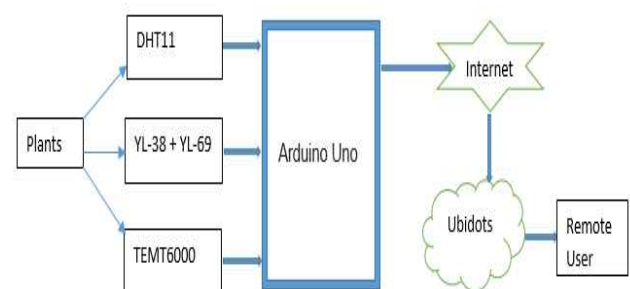 DHT11
Plants
YL-38 + YL-69
TEMT6000
Arduino Uno
Internet
Ubidots
Remote
User